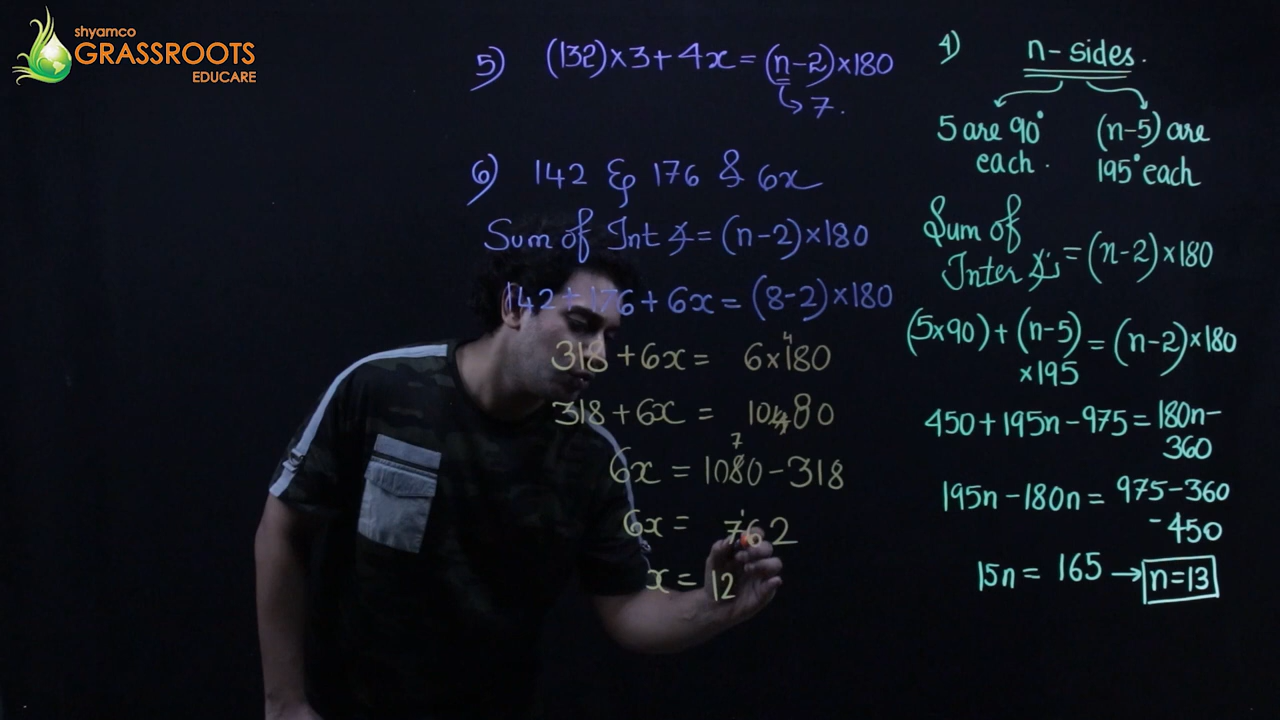 shyamco
GRASSROOTS
EDUCARE
5) (132)×3+4x=(n-2)×180
↳7.
6) 142 & 176 & 6x
Sum of Int ∡=(n-2)×180
142+176+6x=(8-2)×180
318+6x= 6×180
4
318+6x= 1080
7
6x=1080-318
6x= 762
1
x=12
4) n-sides.
5 are 90° each.
(n-5) are 195° each
Sum of
Inter ∡'s=(n-2)×180
(5×90)+(n-5)=(n-2)×180
×195
450+195n-975=180n-
360
195n-180n=975-360
-450
15n=165→n=13